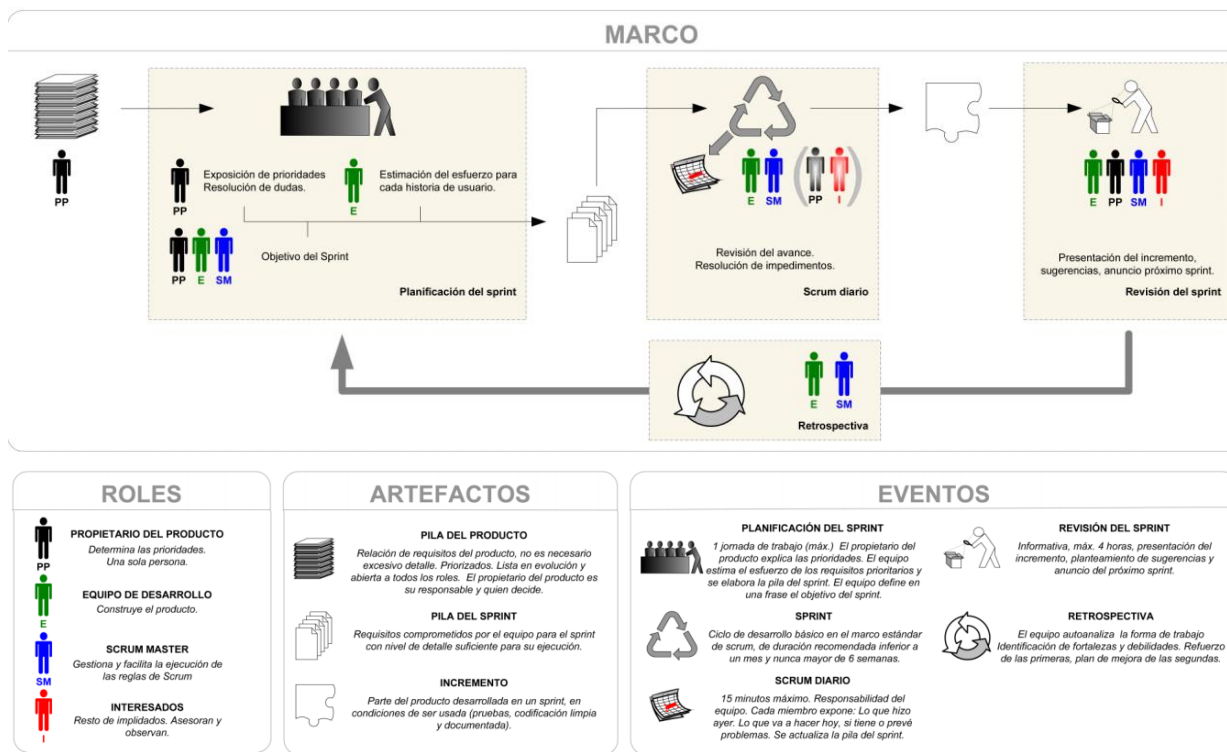 MARCO
PP
PP
Exposición de prioridades
Resolución de dudas.
E
Estimación del esfuerzo para
cada historia de usuario.
PP E SM
Objetivo del Sprint
Planificación del sprint
E SM PP I
Revisión del avance.
Resolución de impedimentos.
Scrum diario
E PP SM I
Presentación del incremento,
sugerencias, anuncio próximo sprint.
Revisión del sprint
E SM
Retrospectiva
ROLES
PROPIETARIO DEL PRODUCTO
Determina las prioridades.
Una sola persona.
PP
EQUIPO DE DESARROLLO
Construye el producto.
E
SCRUM MASTER
Gestiona y facilita la ejecución de
las reglas de Scrum
SM
INTERESADOS
Resto de implidados. Asesoran y
observan.
I
ARTEFACTOS
PILA DEL PRODUCTO
Relación de requisitos del producto, no es necesario
excesivo detalle. Priorizados. Lista en evolución y
abierta a todos los roles. El propietario del producto es
su responsable y quien decide.
PILA DEL SPRINT
Requisitos comprometidos por el equipo para el sprint
con nivel de detalle suficiente para su ejecución.
INCREMENTO
Parte del producto desarrollada en un sprint, en
condiciones de ser usada (pruebas, codificación limpia
y documentada).
EVENTOS
PLANIFICACIÓN DEL SPRINT
1 jornada de trabajo (máx.) El propietario del
producto explica las prioridades. El equipo
estima el esfuerzo de los requisitos prioritarios y
se elabora la pila del sprint. El equipo define en
una frase el objetivo del sprint.
SPRINT
Ciclo de desarrollo básico en el marco estándar
de scrum, de duración recomendada inferior a
un mes y nunca mayor de 6 semanas.
SCRUM DIARIO
15 minutos máximo. Responsabilidad del
equipo. Cada miembro expone: Lo que hizo
ayer. Lo que va a hacer hoy, si tiene o prevé
problemas. Se actualiza la pila del sprint.
REVISIÓN DEL SPRINT
Informativa, máx. 4 horas, presentación del
incremento, planteamiento de sugerencias y
anuncio del próximo sprint.
RETROSPECTIVA
El equipo autoanaliza la forma de trabajo
Identificación de fortalezas y debilidades. Refuerzo
de las primeras, plan de mejora de las segundas.